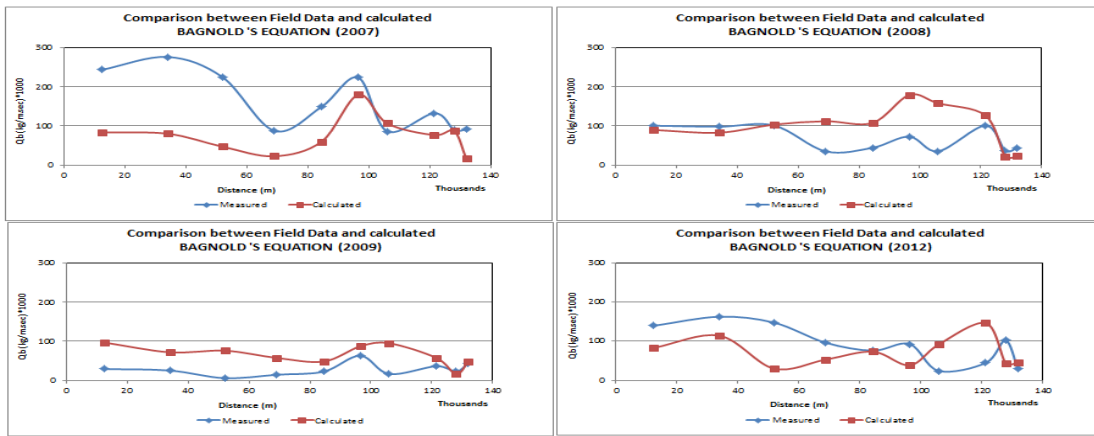 Comparison between Field Data and calculated
BAGNOLD'S EQUATION (2007)
300
200
100
0
Qb(kg/msec)*1000
0 20 40 60 80 100 120 140
Distance (m)
Thousands
Measured Calculated
Comparison between Field Data and calculated
BAGNOLD'S EQUATION (2008)
300
200
100
0
Qb(kg/msec)*1000
0 20 40 60 80 100 120 140
Distance (m)
Thousands
Measured Calculated
Comparison between Field Data and calculated
BAGNOLD'S EQUATION (2009)
300
200
100
0
Qb(kg/msec)*1000
0 20 40 60 80 100 120 140
Distance (m)
Thousands
Measured Calculated
Comparison between Field Data and calculated
BAGNOLD'S EQUATION (2012)
300
200
100
0
Qb(kg/msec)*1000
0 20 40 60 80 100 120 140
Distance (m)
Thousands
Measured Calculated